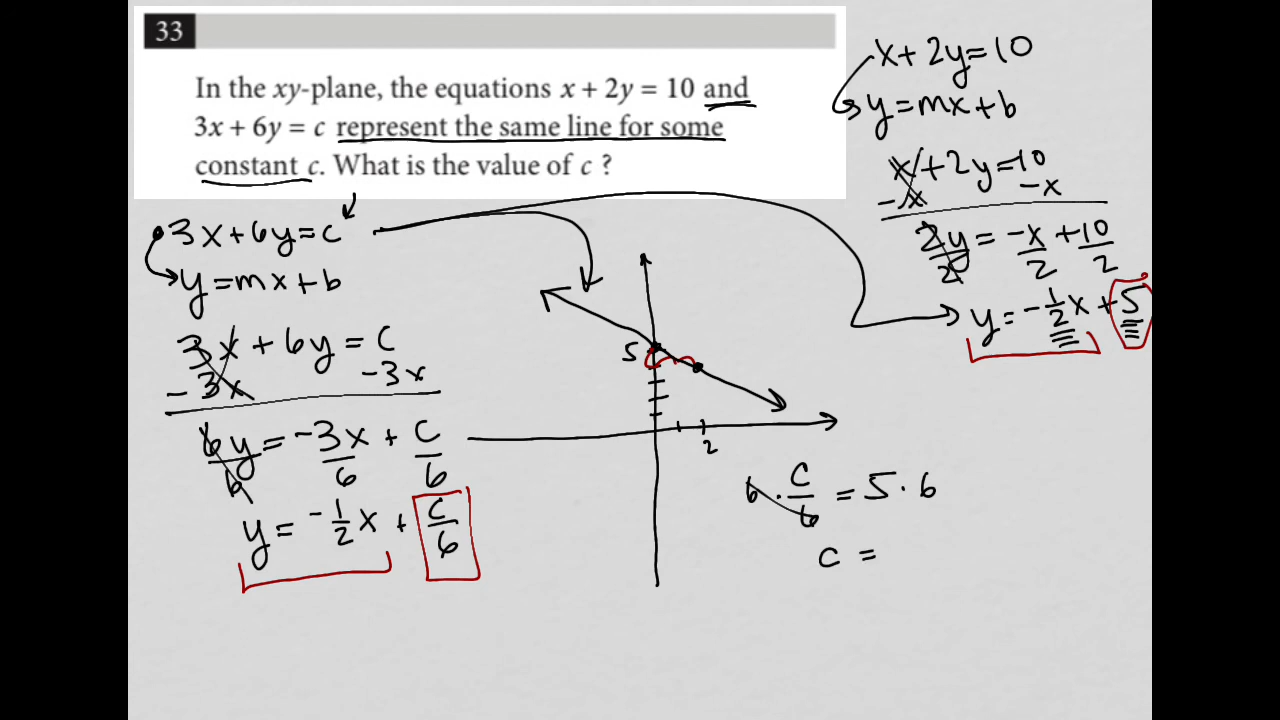 33
In the xy-plane, the equations x + 2y = 10 and
3x + 6y = c represent the same line for some
constant c. What is the value of c ?
x + 2y = 10
y = mx + b
x + 2y = 10
- x - x
2y/2 = -x/2 + 10/2
y = -1/2 x + 5
3x + 6y = c
y = mx + b
3x + 6y = c
- 3x - 3x
6y/6 = -3x/6 + c/6
y = -1/2 x + c/6
5
2
6 · c/6 = 5 · 6
c =